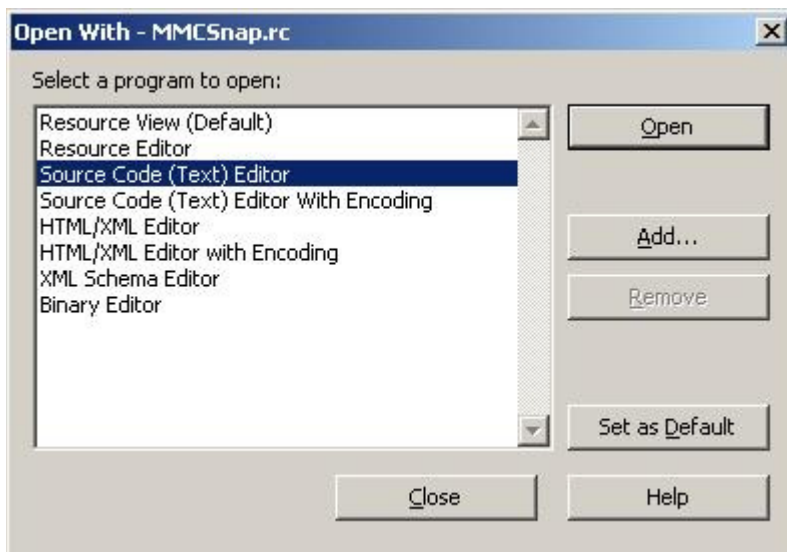 Open With - MMCSnap.rc
Select a program to open:
Resource View (Default)
Resource Editor
Source Code (Text) Editor
Source Code (Text) Editor With Encoding
HTML/XML Editor
HTML/XML Editor with Encoding
XML Schema Editor
Binary Editor
Open
Add...
Remove
Set as Default
Close
Help